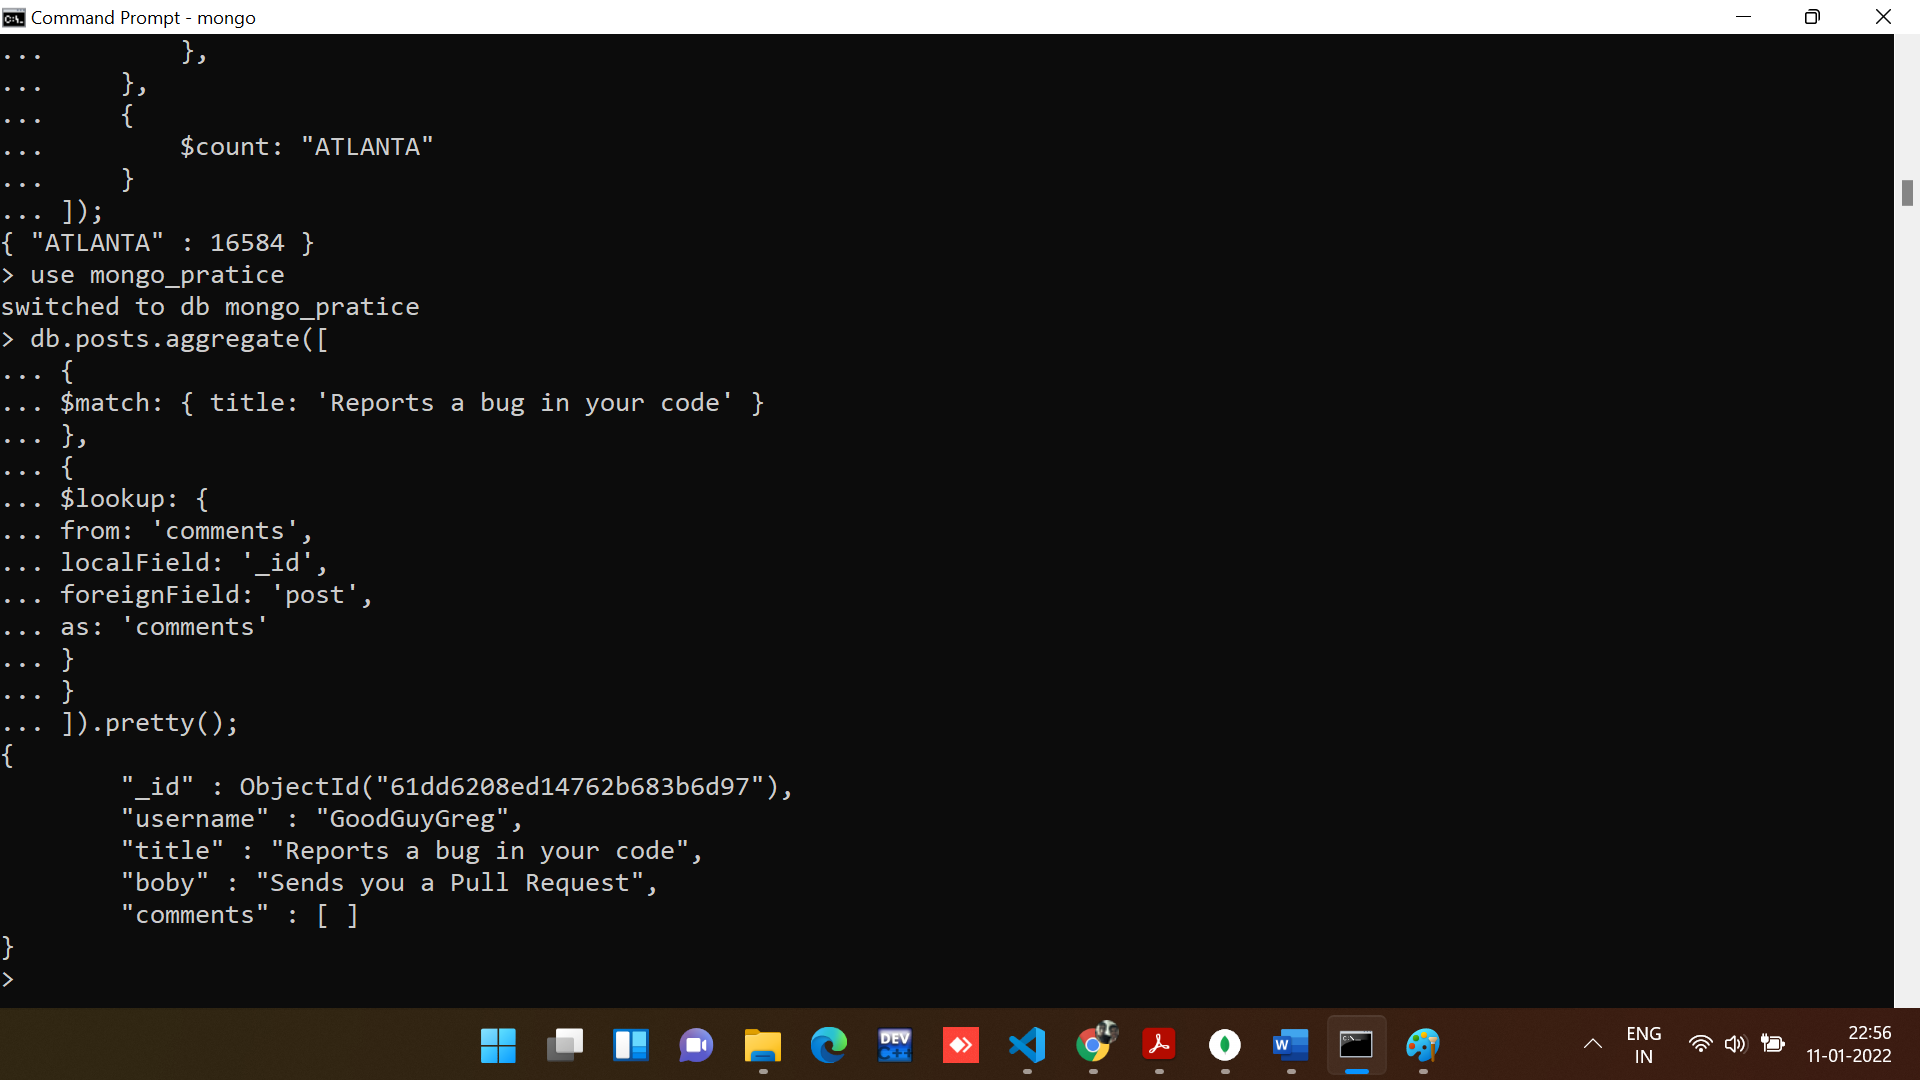 Command Prompt - mongo
...         },
...     },
...     {
...         $count: "ATLANTA"
...     }
... ]);
{ "ATLANTA" : 16584 }
> use mongo_pratice
switched to db mongo_pratice
> db.posts.aggregate([
... {
... $match: { title: 'Reports a bug in your code' }
... },
... {
... $lookup: {
... from: 'comments',
... localField: '_id',
... foreignField: 'post',
... as: 'comments'
... }
... }
... ]).pretty();
{
        "_id" : ObjectId("61dd6208ed14762b683b6d97"),
        "username" : "GoodGuyGreg",
        "title" : "Reports a bug in your code",
        "boby" : "Sends you a Pull Request",
        "comments" : [ ]
}
>
DEV
C++
W
ENG
IN
22:56
11-01-2022